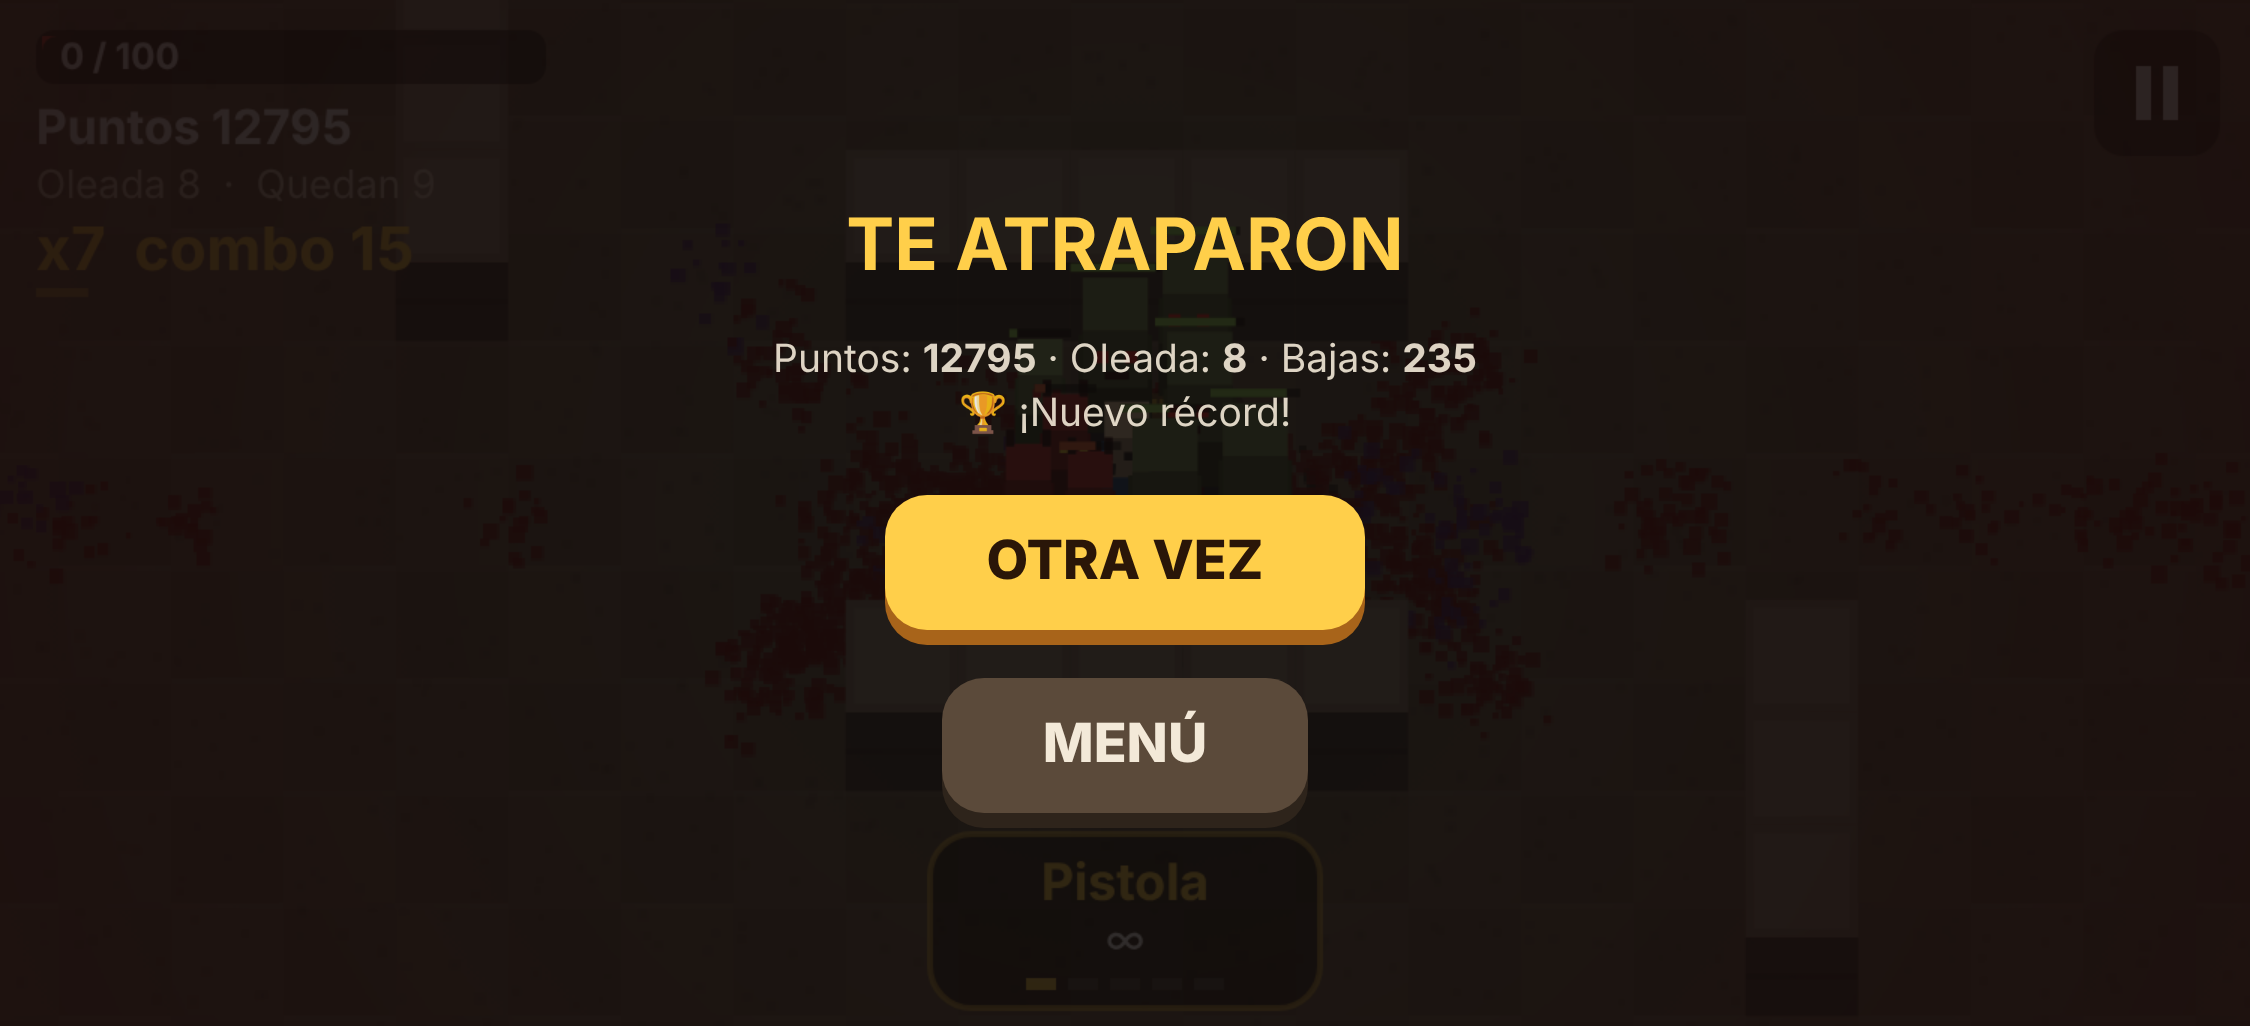 0 / 100
Puntos 12795
Oleada 8 · Quedan 9
x7 combo 15
TE ATRAPARON
Puntos: 12795 · Oleada: 8 · Bajas: 235
🏆 ¡Nuevo récord!
OTRA VEZ
MENÚ
Pistola
∞